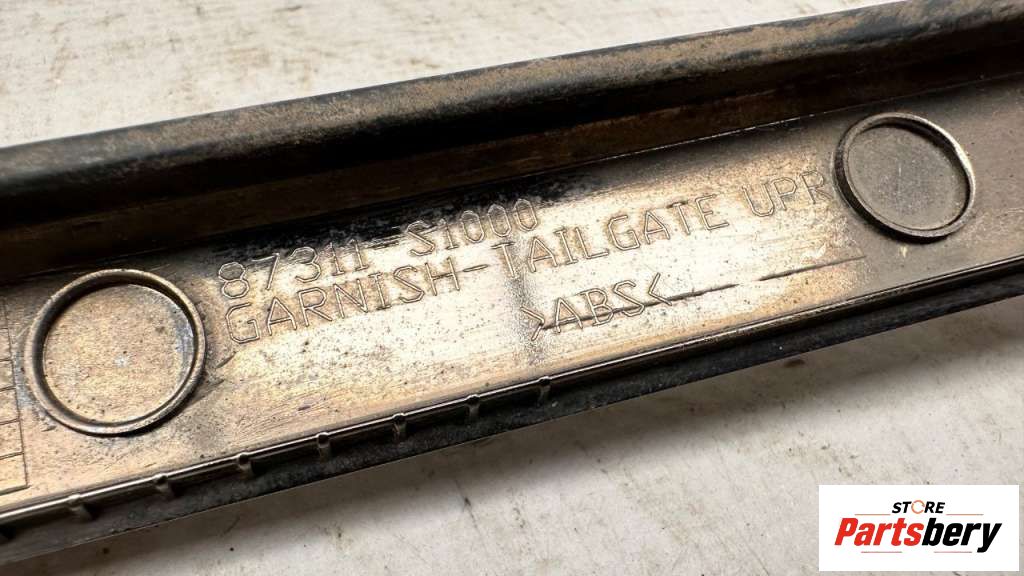 87311-S1000
GARNISH-TAILGATE UPR
>ABS<
STORE
Partsbery